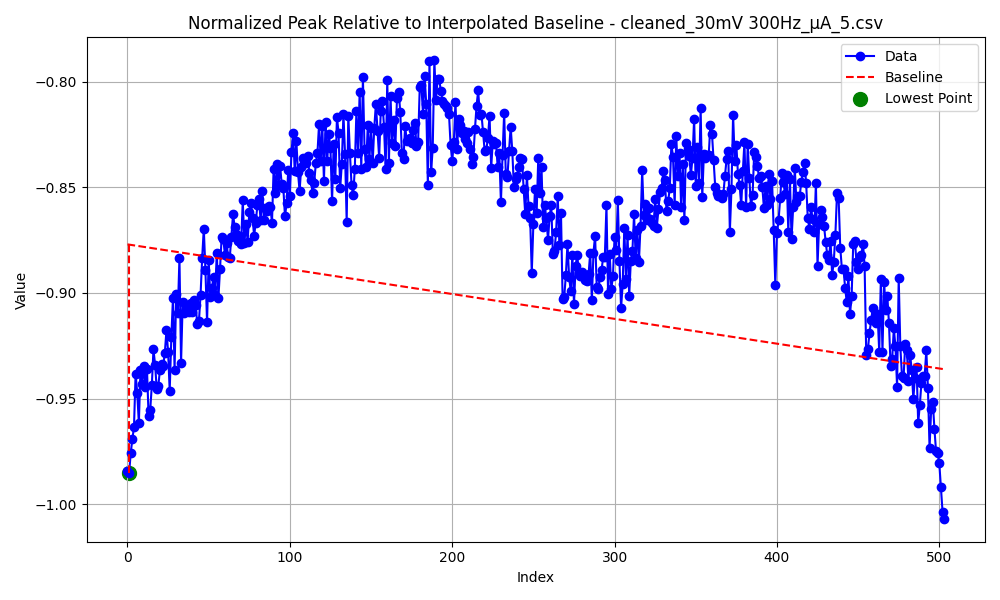 Normalized Peak Relative to Interpolated Baseline - cleaned_30mV 300Hz_μA_5.csv
Data
Baseline
Lowest Point
−0.80
−0.85
−0.90
−0.95
−1.00
Value
0
100
200
300
400
500
Index